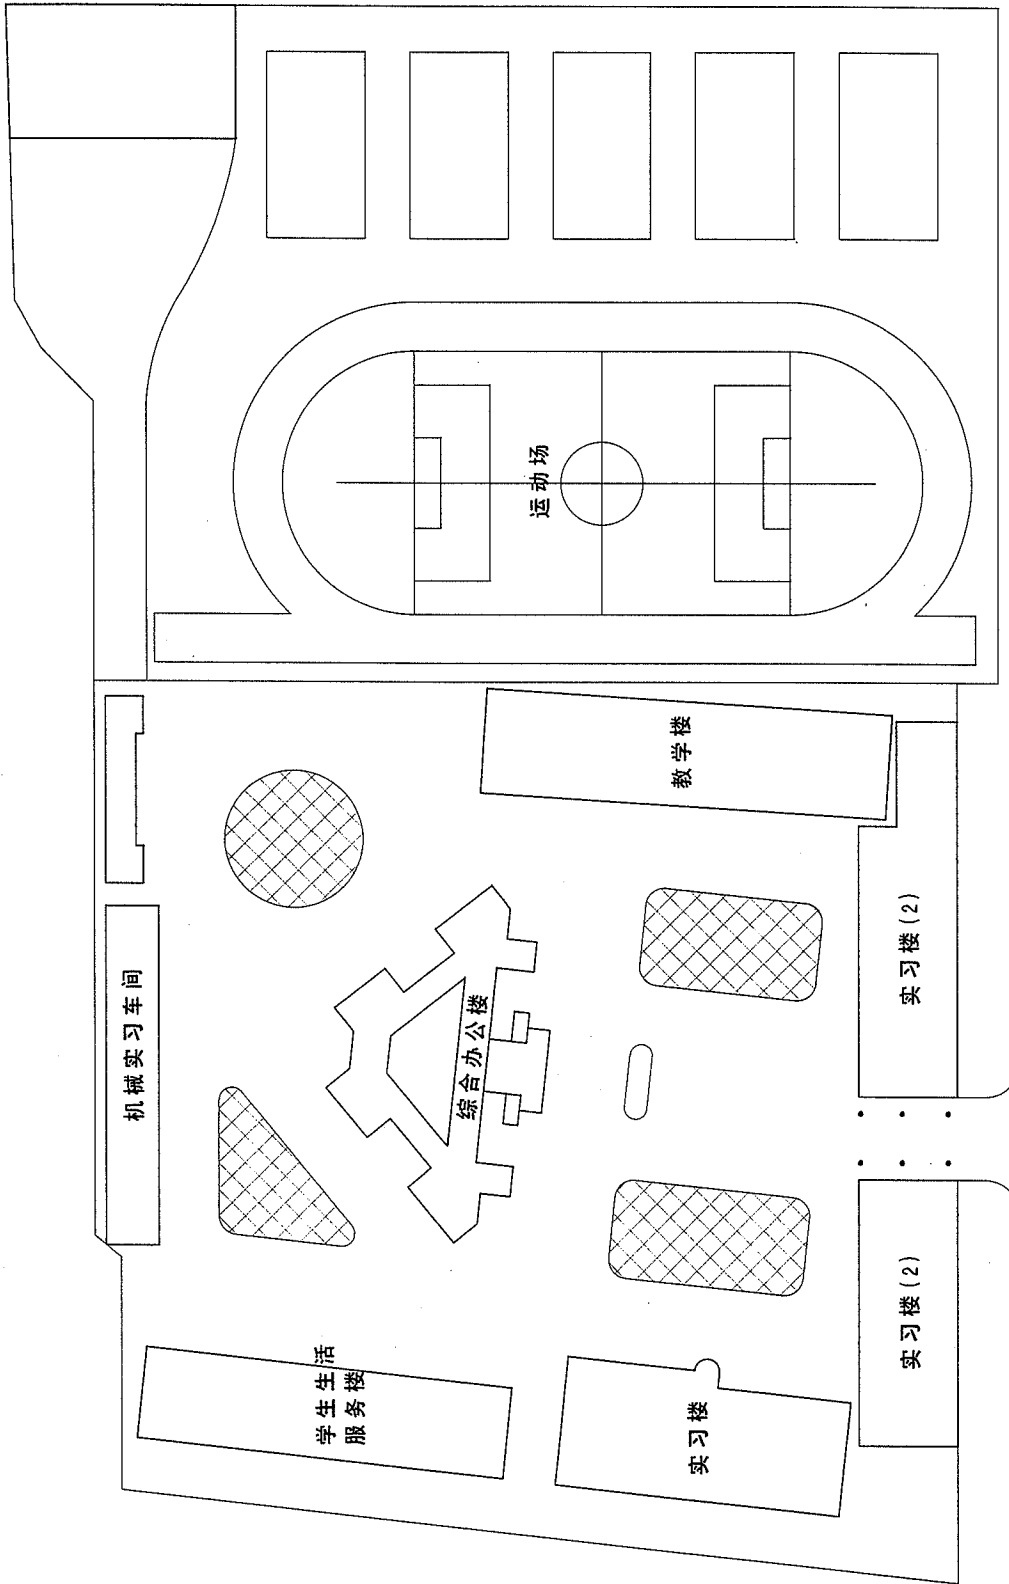 机械实习车间
运动场
综合办公楼
教学楼
学生生活
服务楼
实习楼
实习楼(2)
实习楼(2)